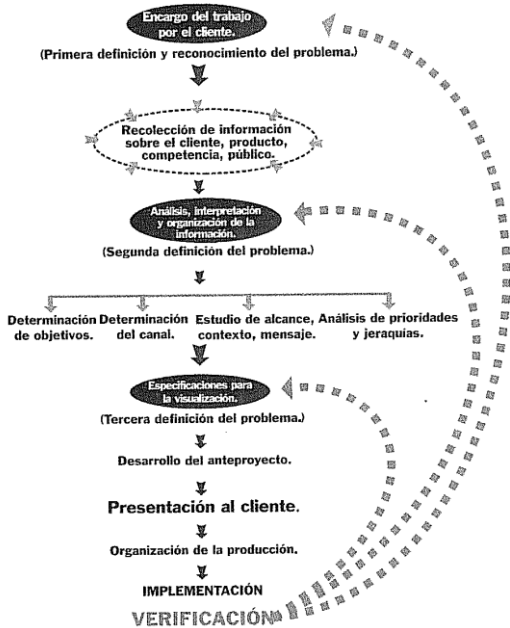 Encargo del trabajo
por el cliente.
(Primera definición y reconocimiento del problema.)
Recolección de información
sobre el cliente, producto,
competencia, público.
Análisis, interpretación
y organización de la
información.
(Segunda definición del problema.)
Determinación
de objetivos.
Determinación
del canal.
Estudio de alcance,
contexto, mensaje.
Análisis de prioridades
y jeraquías.
Especificaciones para
la visualización.
(Tercera definición del problema.)
Desarrollo del anteproyecto.
Presentación al cliente.
Organización de la producción.
IMPLEMENTACIÓN
VERIFICACIÓN